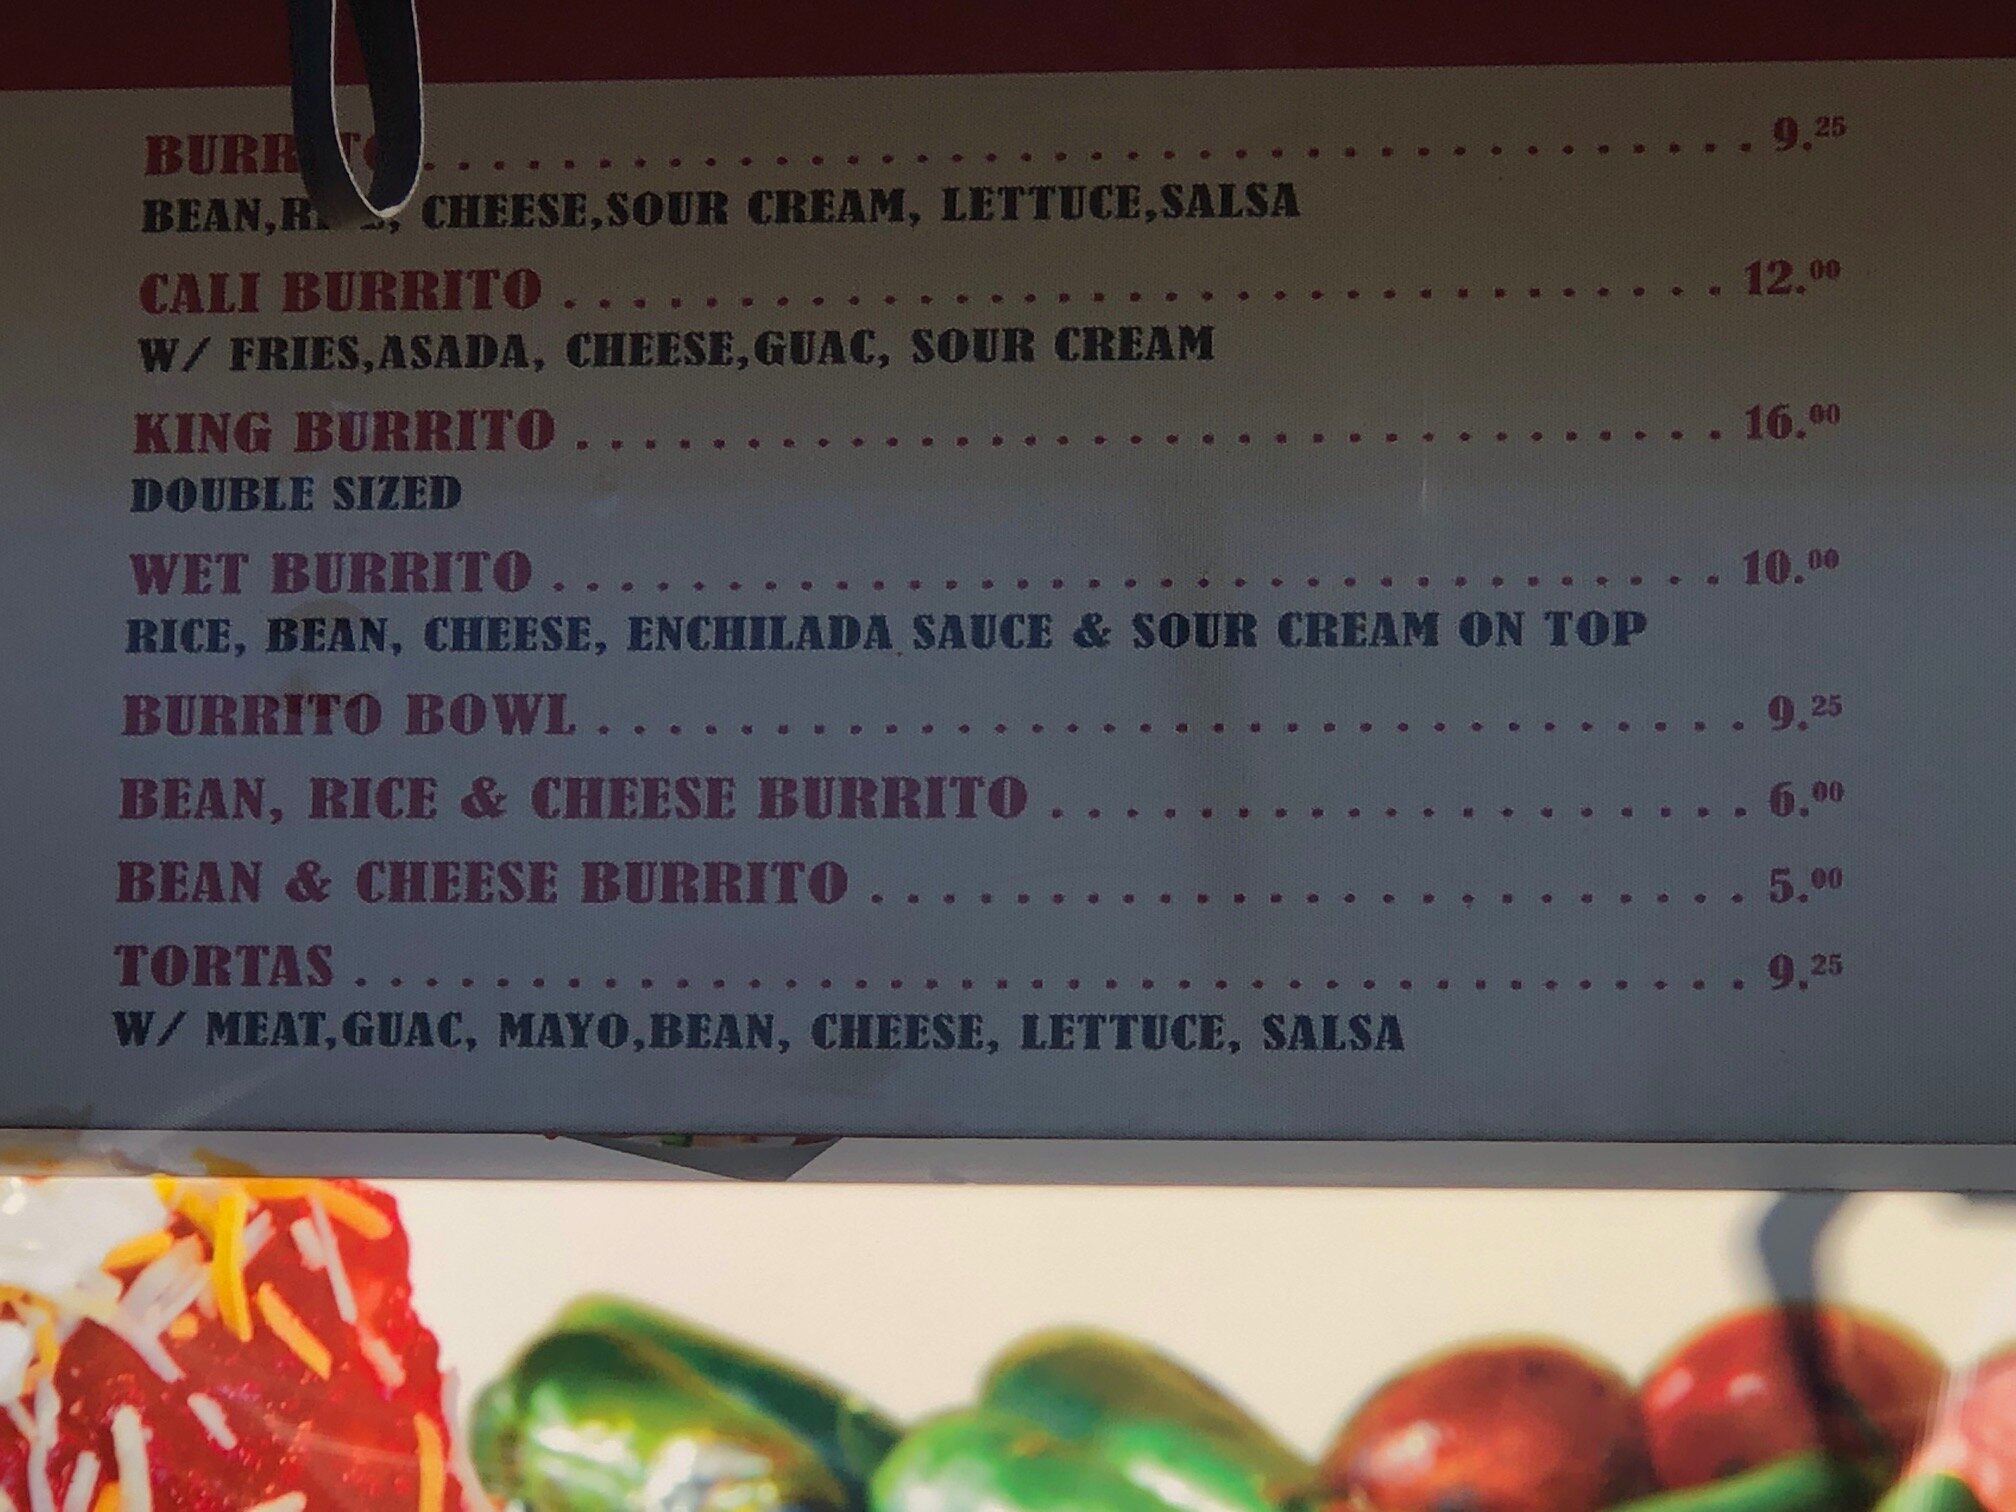 BURRITO . . . . . . . . . . . . . . . . . . . . . . . . . . . . . . . . . . . . . . 9.25
BEAN,RICE, CHEESE,SOUR CREAM, LETTUCE,SALSA
CALI BURRITO . . . . . . . . . . . . . . . . . . . . . . . . . . . . . . . . . 12.00
W/ FRIES,ASADA, CHEESE,GUAC, SOUR CREAM
KING BURRITO . . . . . . . . . . . . . . . . . . . . . . . . . . . . . . . . . 16.00
DOUBLE SIZED
WET BURRITO . . . . . . . . . . . . . . . . . . . . . . . . . . . . . . . . . . 10.00
RICE, BEAN, CHEESE, ENCHILADA SAUCE & SOUR CREAM ON TOP
BURRITO BOWL . . . . . . . . . . . . . . . . . . . . . . . . . . . . . . . . . 9.25
BEAN, RICE & CHEESE BURRITO . . . . . . . . . . . . . . . . . . . . 6.00
BEAN & CHEESE BURRITO . . . . . . . . . . . . . . . . . . . . . . . . . 5.00
TORTAS . . . . . . . . . . . . . . . . . . . . . . . . . . . . . . . . . . . . . . . . 9.25
W/ MEAT,GUAC, MAYO,BEAN, CHEESE, LETTUCE, SALSA